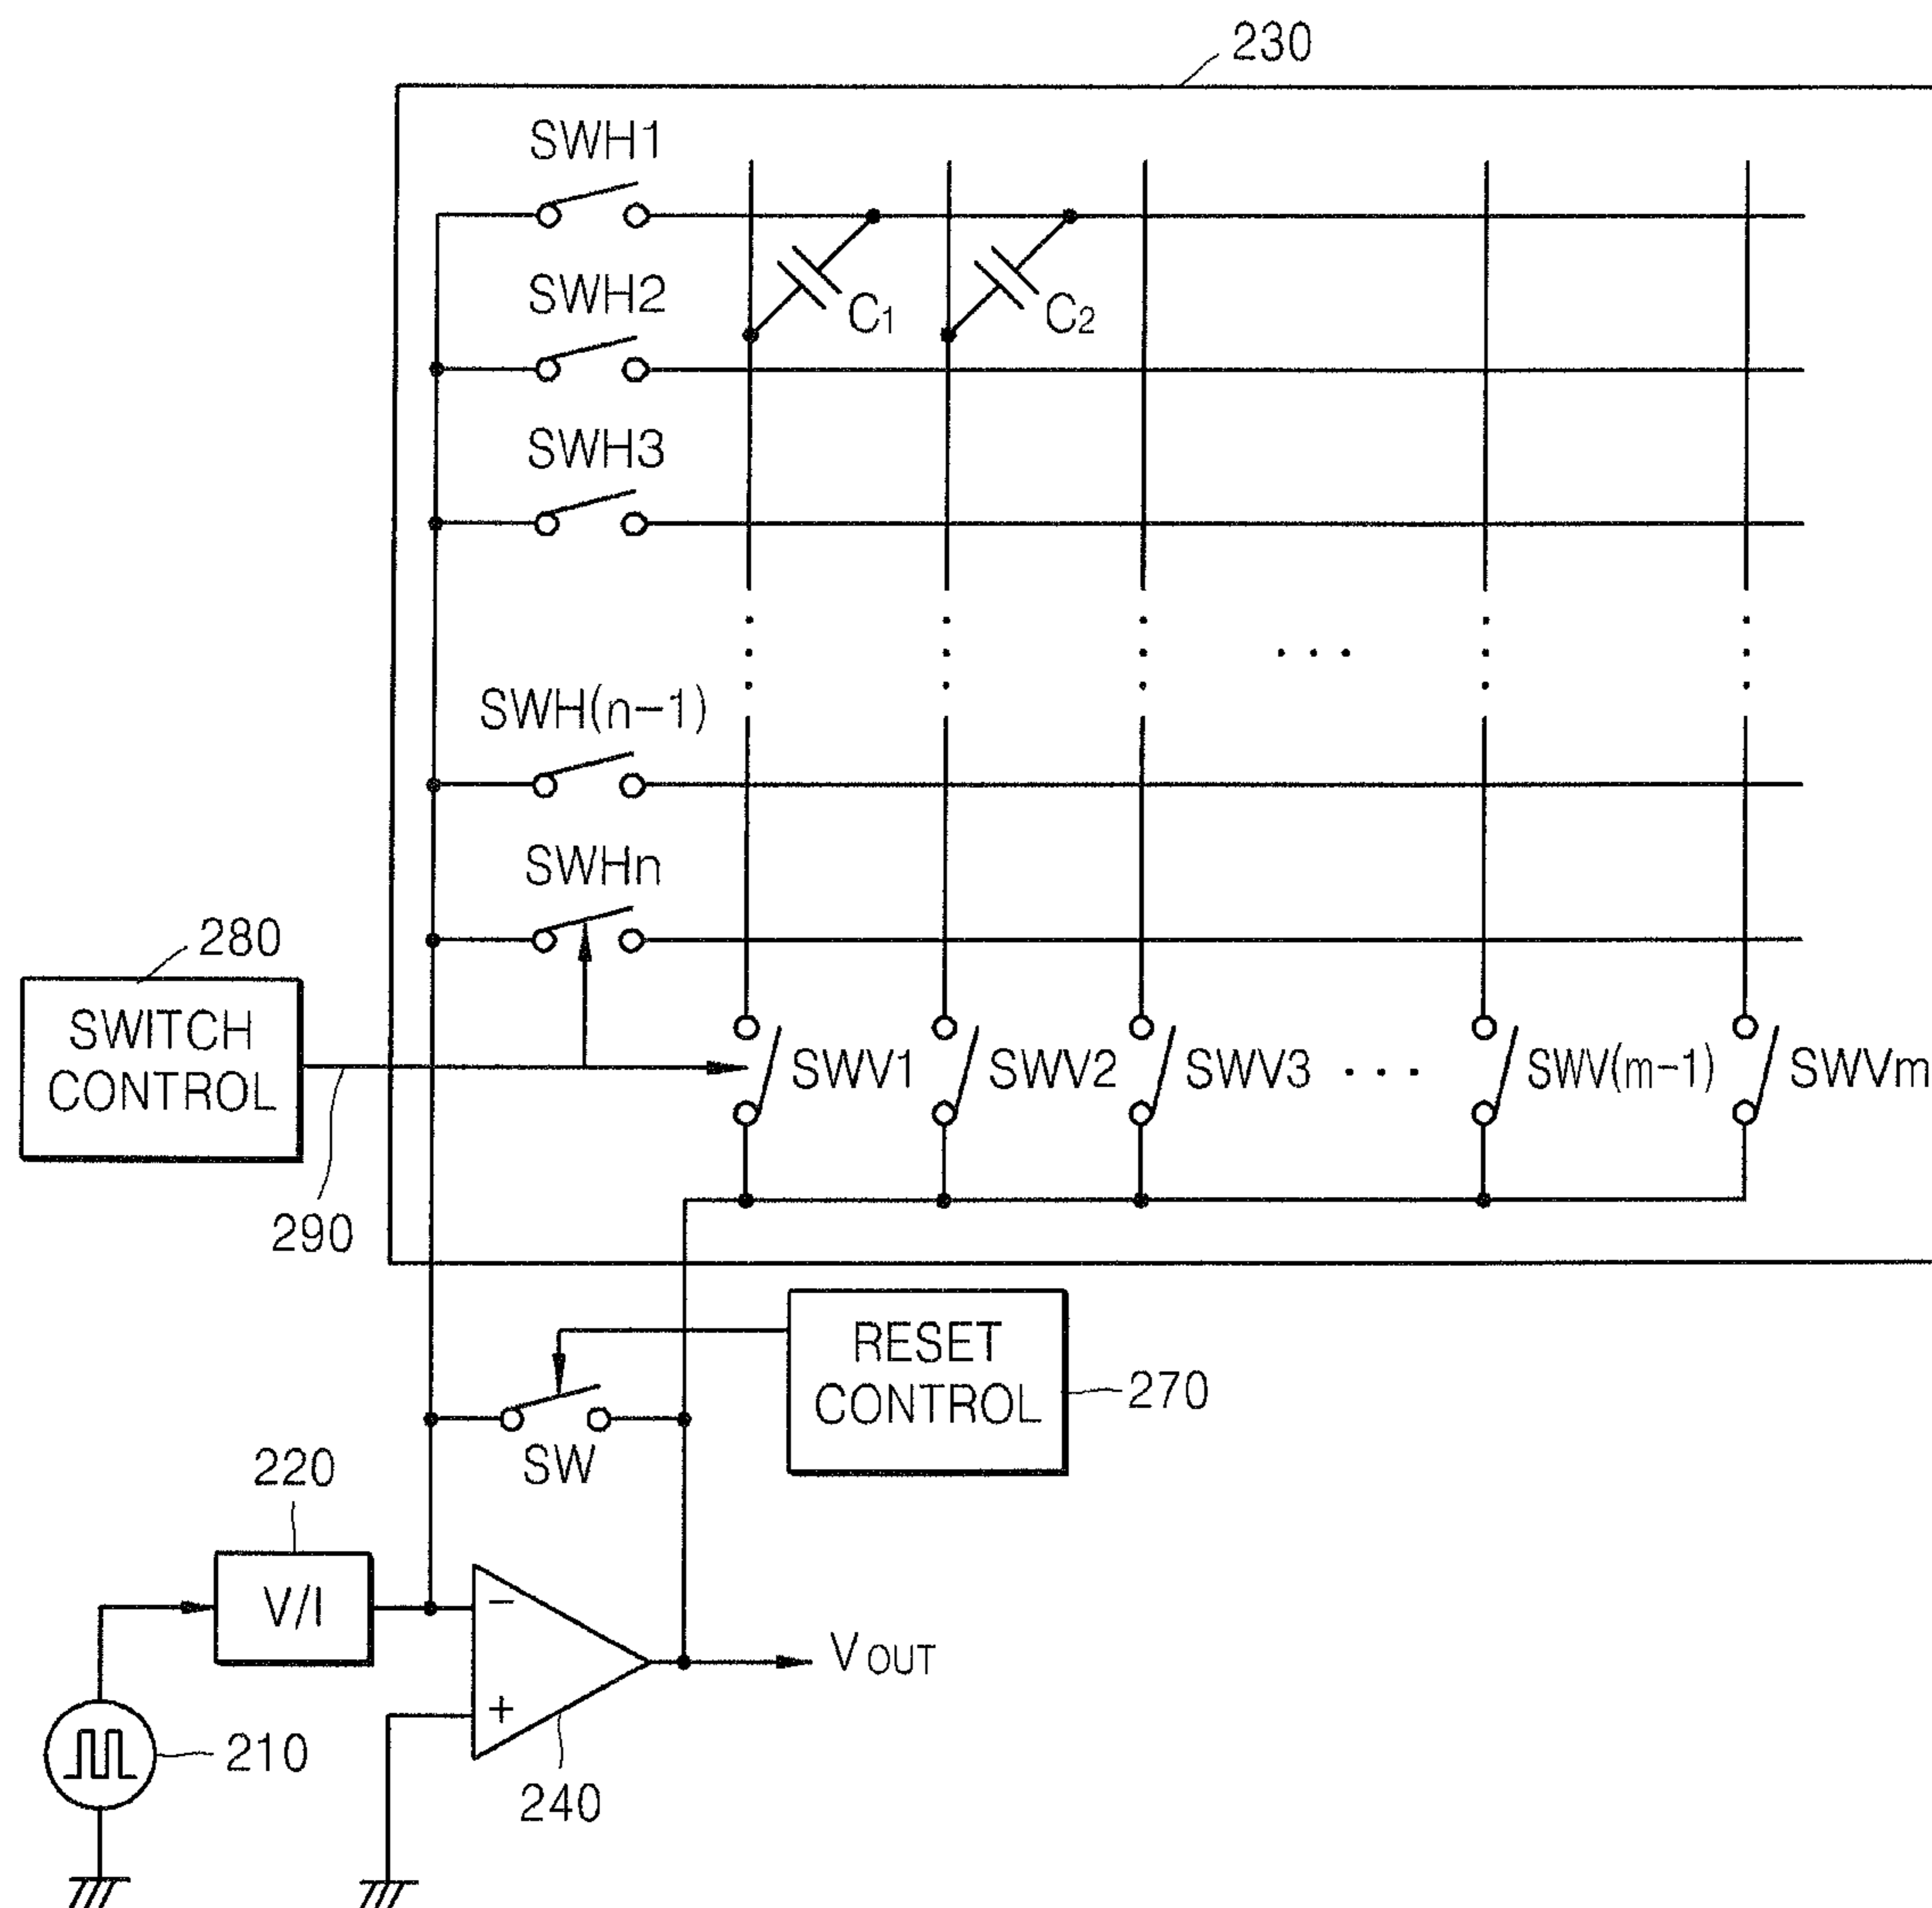 230
SWH1
SWH2
C1
C2
SWH3
SWH(n-1)
SWHn
280
SWITCH
CONTROL
SWV1
SWV2
SWV3
SWV(m-1)
SWVm
290
RESET
CONTROL
270
SW
220
V/I
−
+
VOUT
210
240